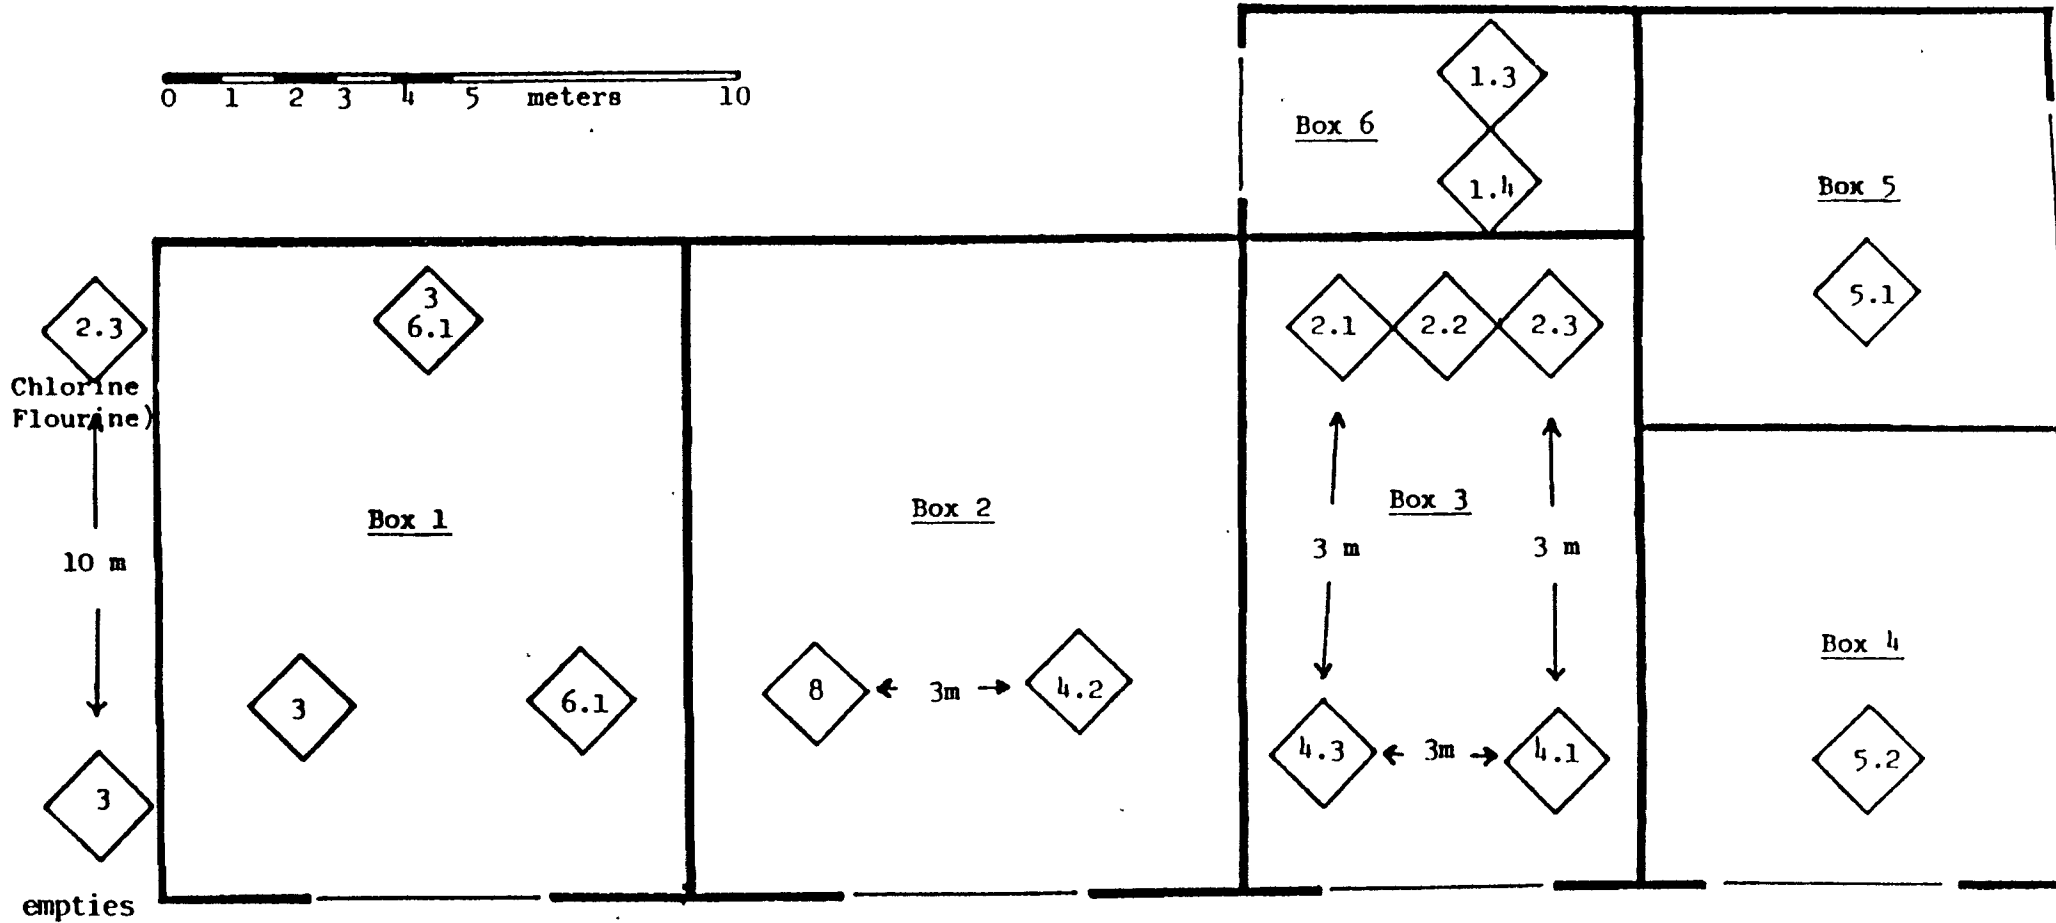 0 1 2 3 4 5 meters 10
1.3
Box 6
1.4
Box 5
5.1
2.3
Chlorine
Flourine)
10 m
3
empties
3
6.1
Box 1
3
6.1
Box 2
8
3m
4.2
2.1
2.2
2.3
Box 3
3 m
3 m
4.3
3m
4.1
Box 4
5.2